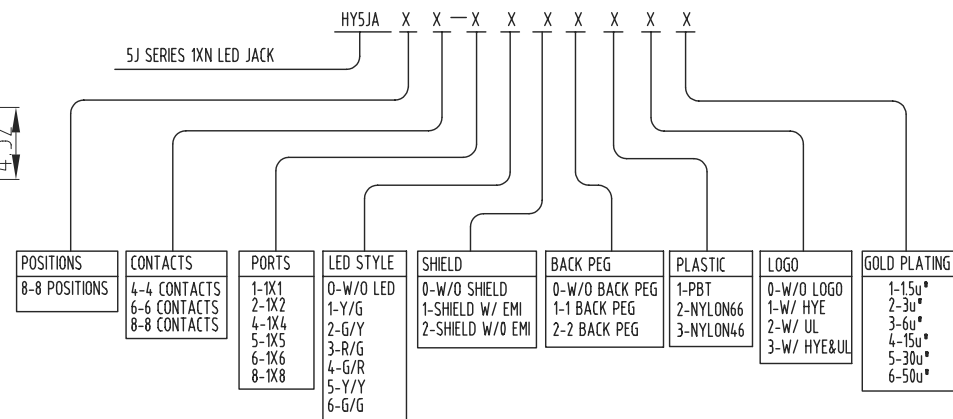 HY5JA X X — X X X X X X X
5J SERIES 1XN LED JACK
POSITIONS
8-8 POSITIONS
CONTACTS
4-4 CONTACTS
6-6 CONTACTS
8-8 CONTACTS
PORTS
1-1X1
2-1X2
4-1X4
5-1X5
6-1X6
8-1X8
LED STYLE
0-W/O LED
1-Y/G
2-G/Y
3-R/G
4-G/R
5-Y/Y
6-G/G
SHIELD
0-W/O SHIELD
1-SHIELD W/ EMI
2-SHIELD W/O EMI
BACK PEG
0-W/O BACK PEG
1-1 BACK PEG
2-2 BACK PEG
PLASTIC
1-PBT
2-NYLON66
3-NYLON46
LOGO
0-W/O LOGO
1-W/ HYE
2-W/ UL
3-W/ HYE&UL
GOLD PLATING
1-1.5u"
2-3u"
3-6u"
4-15u"
5-30u"
6-50u"